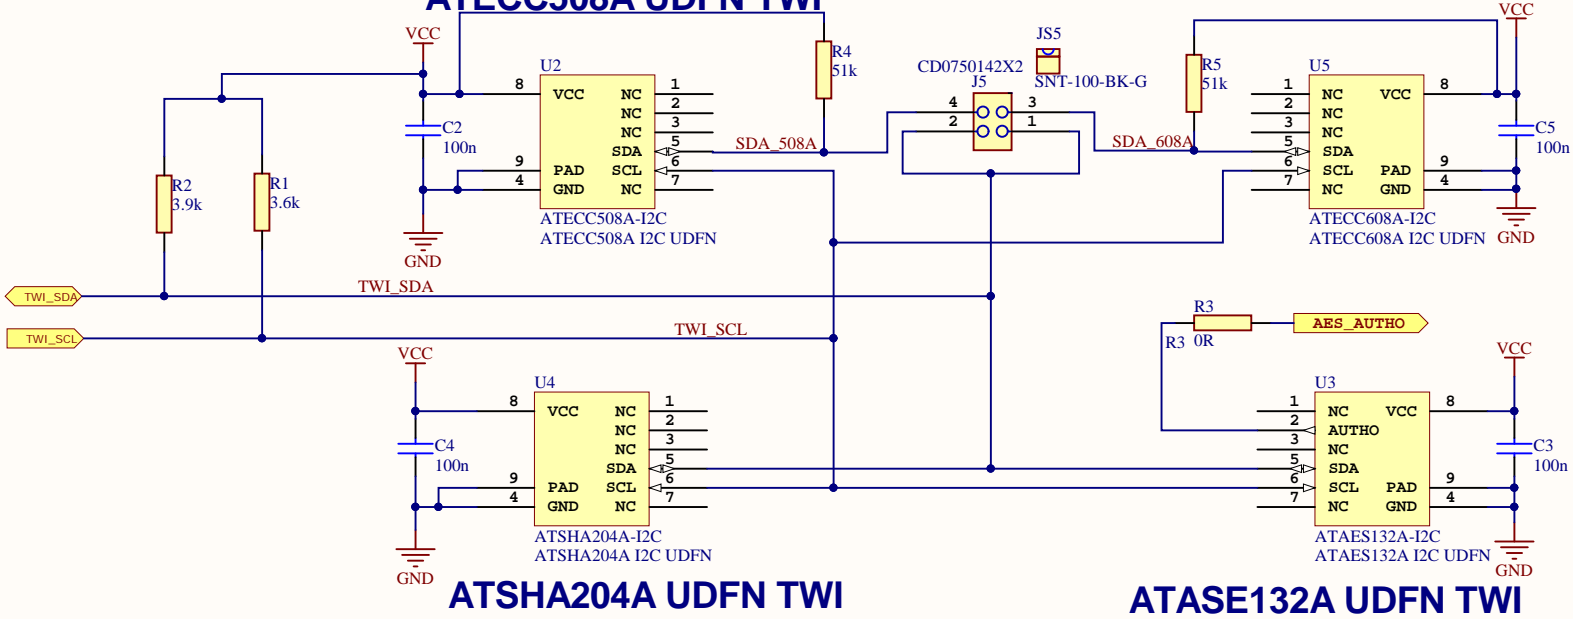 ATECC508A UDFN TWI
VCC
U2
8 VCC NC 1
NC 2
NC 3
SDA 5
9 PAD SCL 6
4 GND NC 7
ATECC508A-I2C
ATECC508A I2C UDFN
C2
100n
GND
R4
51k
SDA_508A
JS5
SNT-100-BK-G
CD0750142X2
J5
4 3
2 1
SDA_608A
R5
51k
VCC
U5
1 NC VCC 8
2 NC
3 NC
5 SDA
6 SCL PAD 9
7 NC GND 4
ATECC608A-I2C
ATECC608A I2C UDFN
C5
100n
GND
R2
3.9k
R1
3.6k
TWI_SDA
TWI_SDA
TWI_SCL
TWI_SCL
R3
R3 0R
AES_AUTHO
VCC
U4
8 VCC NC 1
NC 2
NC 3
SDA 5
9 PAD SCL 6
4 GND NC 7
ATSHA204A-I2C
ATSHA204A I2C UDFN
C4
100n
GND
ATSHA204A UDFN TWI
VCC
U3
1 NC VCC 8
2 AUTHO
3 NC
5 SDA
6 SCL PAD 9
7 NC GND 4
ATAES132A-I2C
ATAES132A I2C UDFN
C3
100n
GND
ATASE132A UDFN TWI